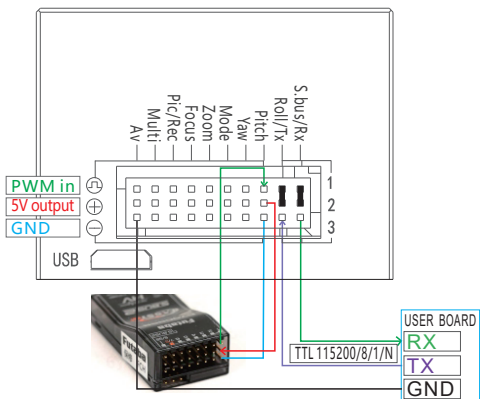 S.bus/Rx
Roll/Tx
Pitch
Yaw
Mode
Zoom
Focus
Pic/Rec
Multi
Av
1
2
3
PWM in
5V output
GND
USB
Futaba
USER BOARD
RX
TTL 115200/8/1/N
TX
GND